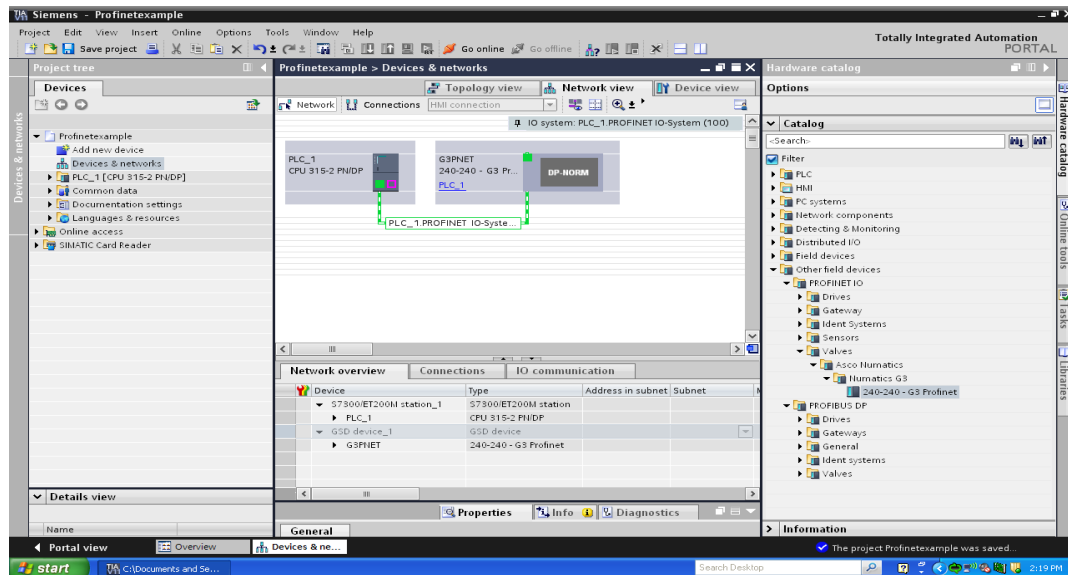 Siemens - Profinetexample
Project Edit View Insert Online Options Tools Window Help
Save project
Go online
Go offline
Totally Integrated Automation
PORTAL
Project tree
Devices
Profinetexample
Add new device
Devices & networks
PLC_1 [CPU 315-2 PN/DP]
Common data
Documentation settings
Languages & resources
Online access
SIMATIC Card Reader
Details view
Name
Devices & networks
Profinetexample > Devices & networks
Topology view
Network view
Device view
Network
Connections
HMI connection
IO system: PLC_1.PROFINET IO-System (100)
PLC_1
CPU 315-2 PN/DP
G3PNET
240-240 - G3 Pr...
PLC_1
DP-NORM
PLC_1.PROFINET IO-Syste...
Network overview
Connections
IO communication
Device Type Address in subnet Subnet
S7300/ET200M station_1 S7300/ET200M station
PLC_1 CPU 315-2 PN/DP
GSD device_1 GSD device
G3PNET 240-240 - G3 Profinet
Properties
Info
Diagnostics
General
Hardware catalog
Options
Catalog
<Search>
Filter
PLC
HMI
PC systems
Network components
Detecting & Monitoring
Distributed I/O
Field devices
Other field devices
PROFINET IO
Drives
Gateway
Ident Systems
Sensors
Valves
Asco Numatics
Numatics G3
240-240 - G3 Profinet
PROFIBUS DP
Drives
Gateways
General
Ident systems
Valves
Information
Hardware catalog
Online tools
Tasks
Libraries
Portal view
Overview
Devices & ne...
The project Profinetexample was saved...
start
C:\Documents and Se...
Search Desktop
2:19 PM